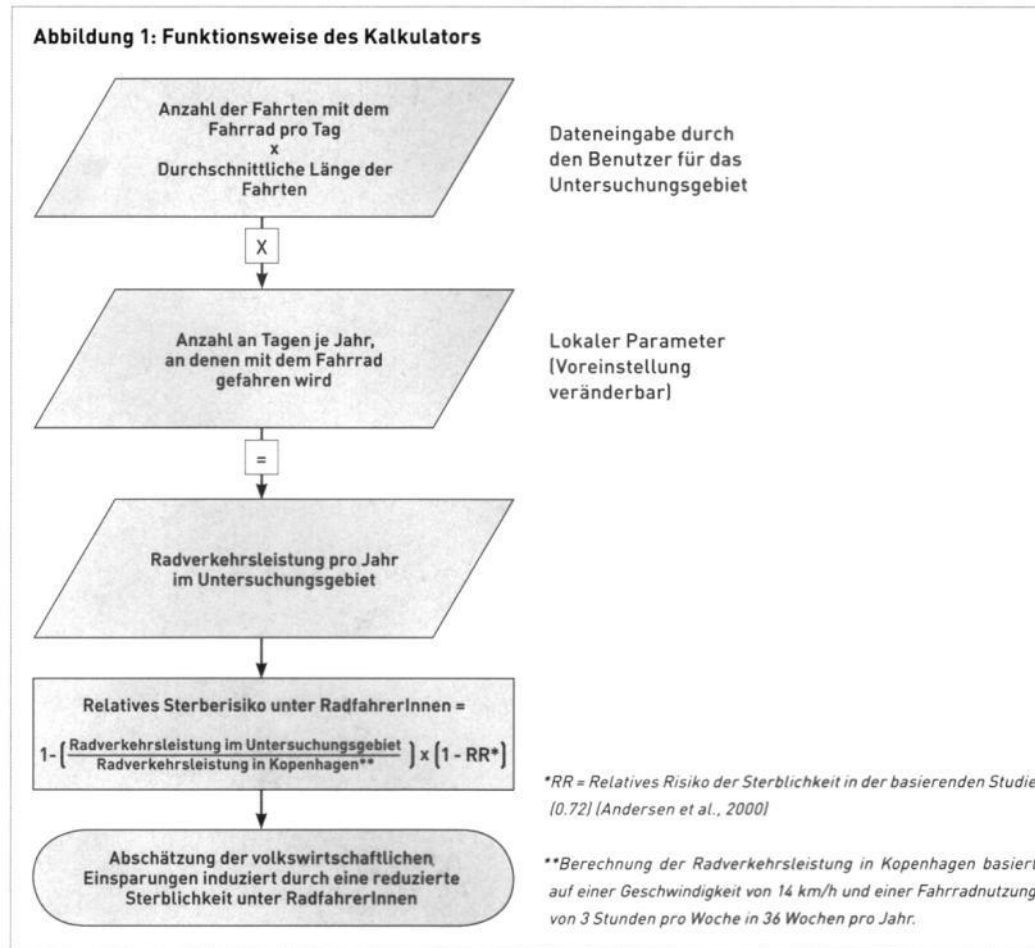 Abbildung 1: Funktionsweise des Kalkulators
Anzahl der Fahrten mit dem
Fahrrad pro Tag
x
Durchschnittliche Länge der
Fahrten
Dateneingabe durch
den Benutzer für das
Untersuchungsgebiet
X
Anzahl an Tagen je Jahr,
an denen mit dem Fahrrad
gefahren wird
Lokaler Parameter
(Voreinstellung
veränderbar)
=
Radverkehrsleistung pro Jahr
im Untersuchungsgebiet
Relatives Sterberisiko unter RadfahrerInnen =
1-(Radverkehrsleistung im Untersuchungsgebiet
Radverkehrsleistung in Kopenhagen**) x (1 - RR*)
*RR = Relatives Risiko der Sterblichkeit in der basierenden Studie
(0.72) (Andersen et al., 2000)
Abschätzung der volkswirtschaftlichen
Einsparungen induziert durch eine reduzierte
Sterblichkeit unter RadfahrerInnen
**Berechnung der Radverkehrsleistung in Kopenhagen basiert
auf einer Geschwindigkeit von 14 km/h und einer Fahrradnutzung
von 3 Stunden pro Woche in 36 Wochen pro Jahr.